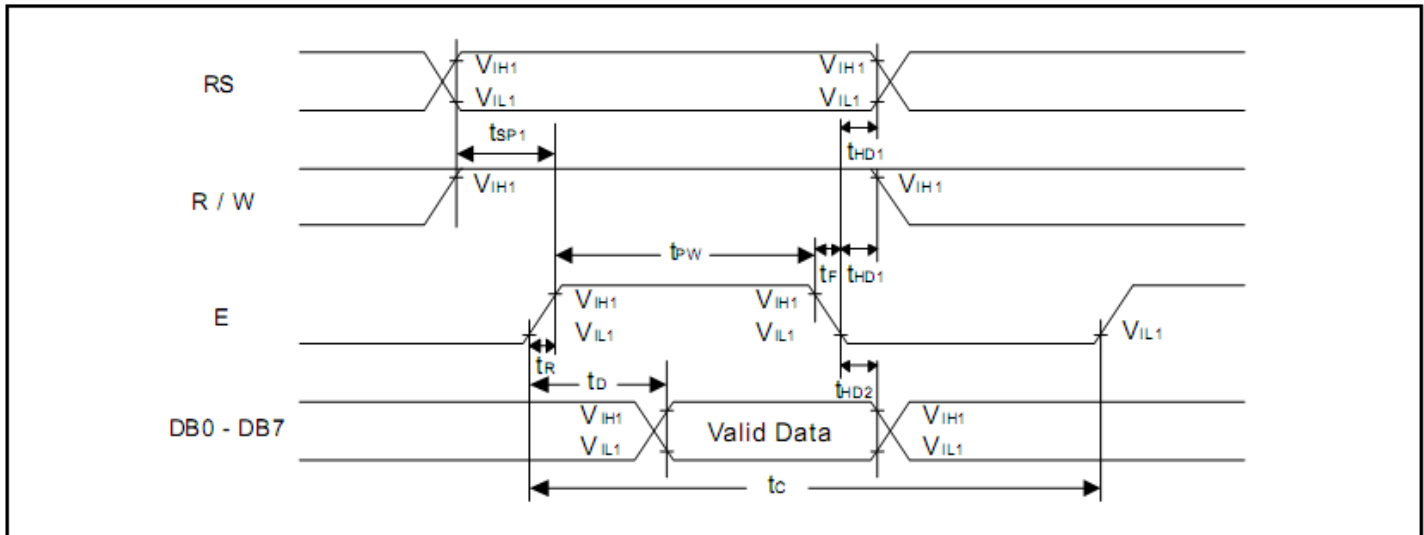 RS
VIH1
VIH1
VIL1
VIL1
tSP1
tHD1
R / W
VIH1
VIH1
tPW
tF
tHD1
E
VIH1
VIH1
VIL1
VIL1
VIL1
tR
tD
tHD2
DB0 - DB7
VIH1
VIL1
Valid Data
VIH1
VIL1
tC